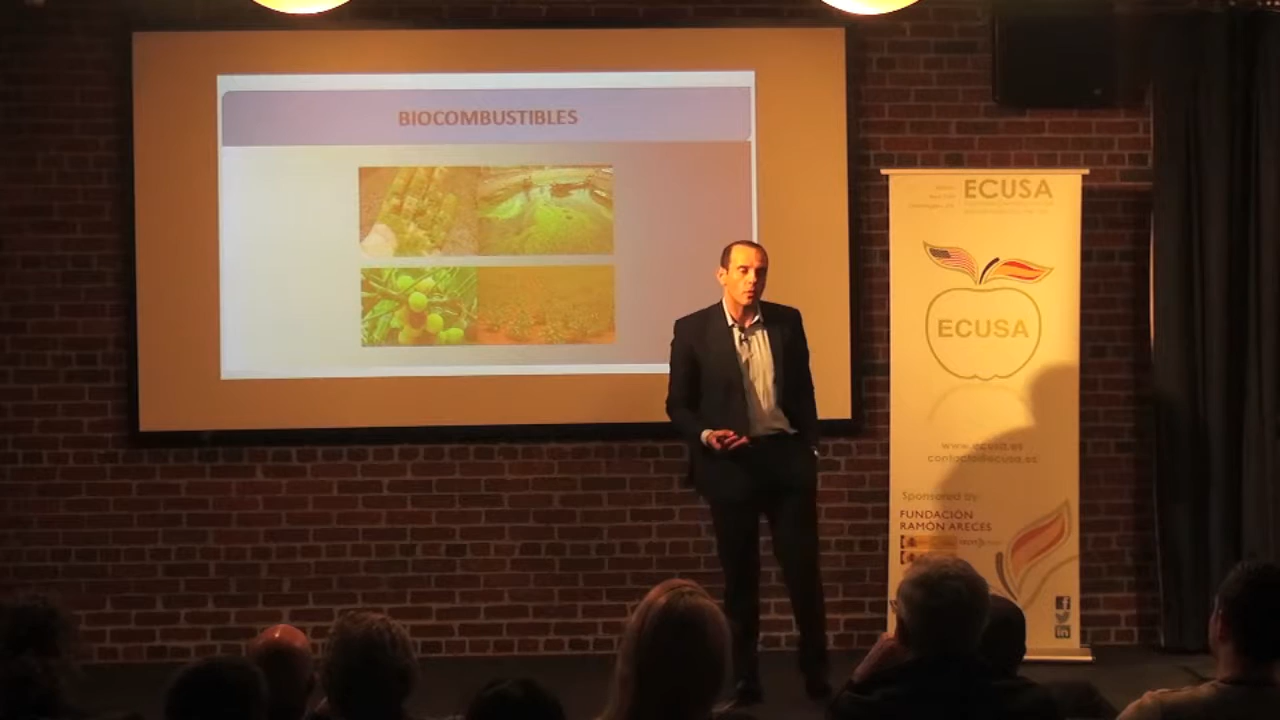 BIOCOMBUSTIBLES
ECUSA
ECUSA
www.ecusa.es
contacto@ecusa.es
Sponsored by:
FUNDACIÓN
RAMÓN ARECES